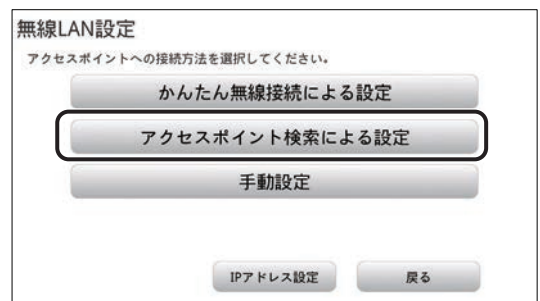 無線LAN設定
アクセスポイントへの接続方法を選択してください。
かんたん無線接続による設定
アクセスポイント検索による設定
手動設定
IPアドレス設定
戻る